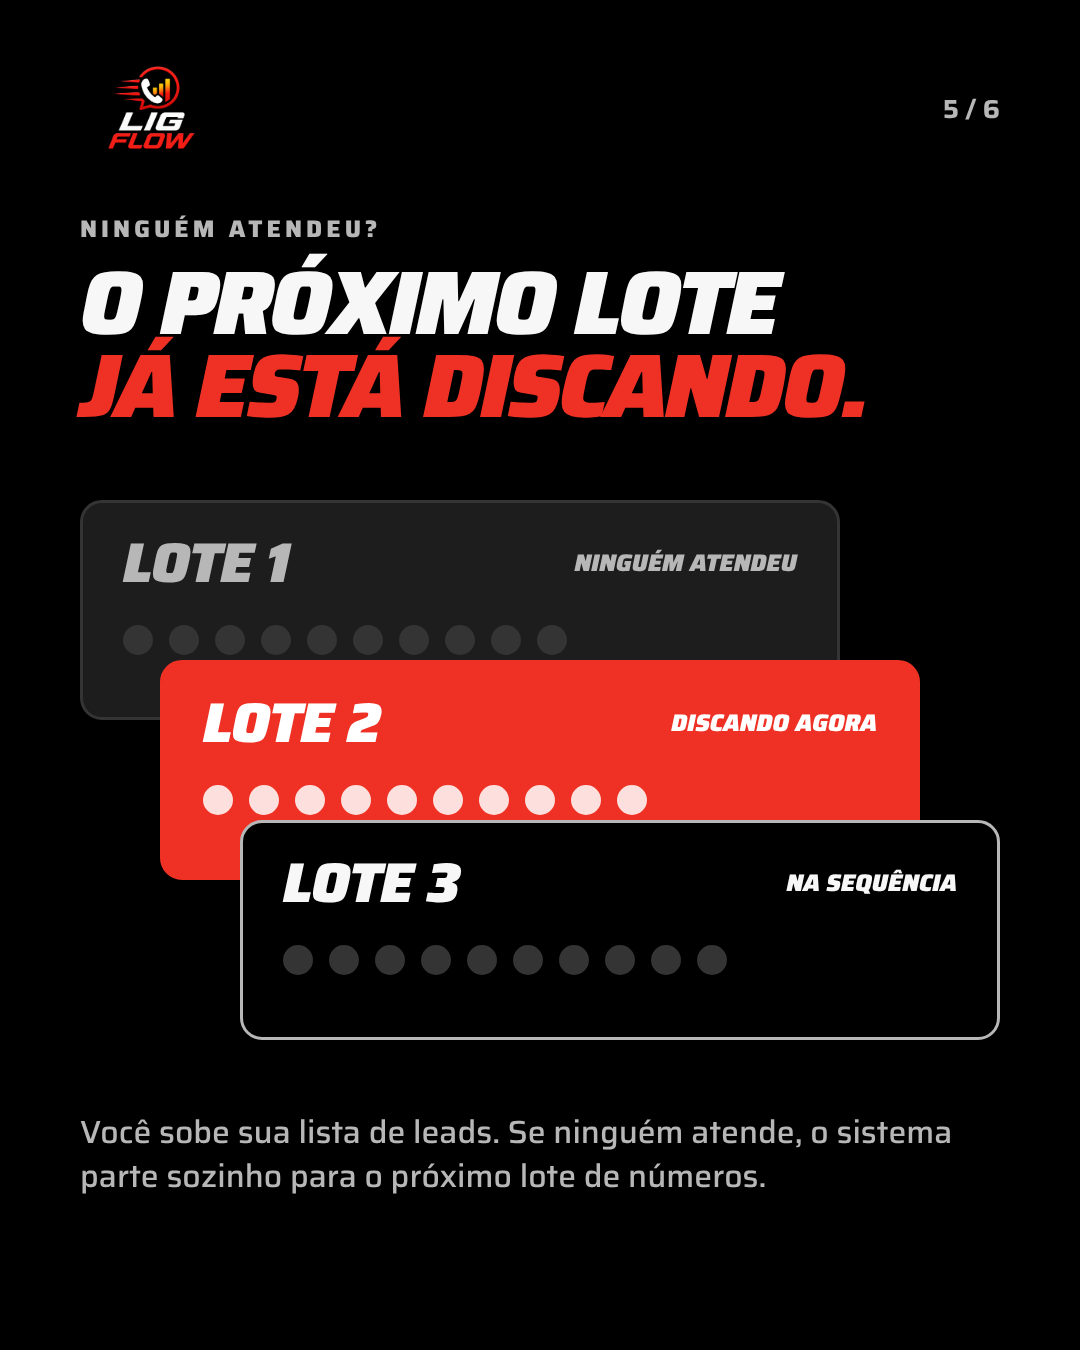 LIG
FLOW
5 / 6
NINGUÉM ATENDEU?
O PRÓXIMO LOTE
JÁ ESTÁ DISCANDO.
LOTE 1
NINGUÉM ATENDEU
LOTE 2
DISCANDO AGORA
LOTE 3
NA SEQUÊNCIA
Você sobe sua lista de leads. Se ninguém atende, o sistema
parte sozinho para o próximo lote de números.